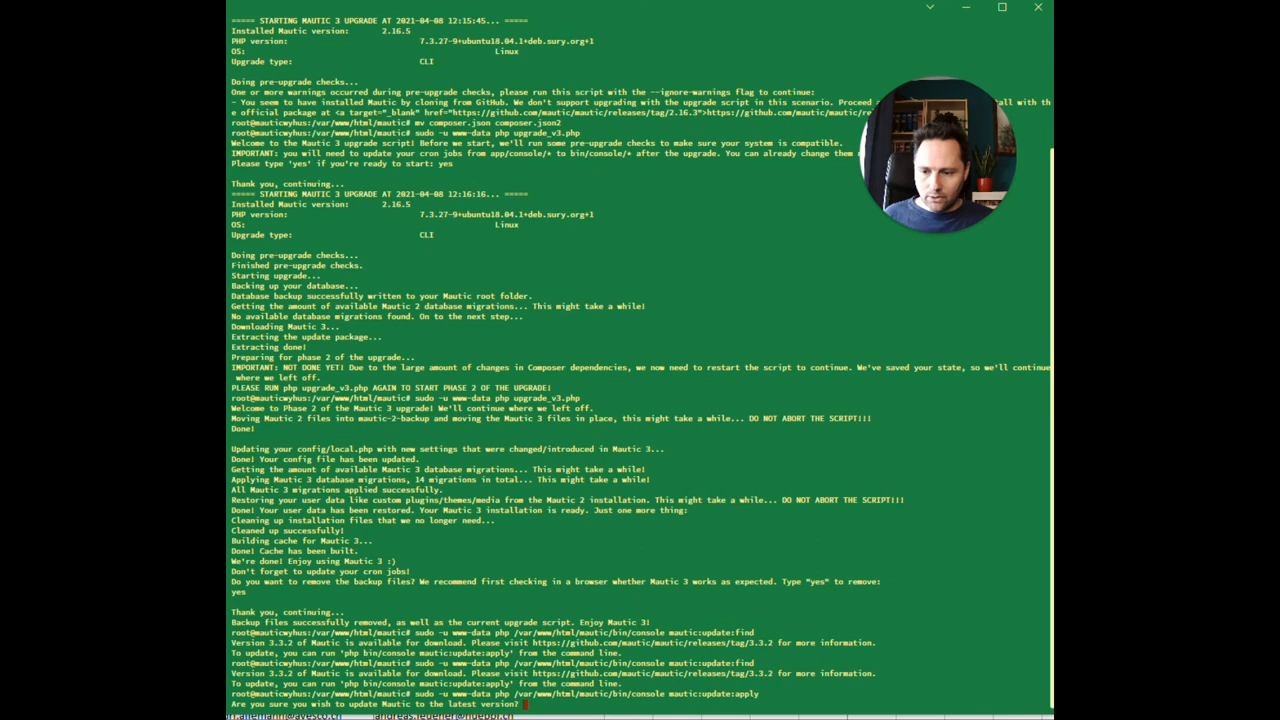 ===== STARTING MAUTIC 3 UPGRADE AT 2021-04-08 12:15:45... =====
Installed Mautic version: 2.16.5
PHP version: 7.3.27-9+ubuntu18.04.1+deb.sury.org+1
OS: Linux
Upgrade type: CLI
Doing pre-upgrade checks...
One or more warnings occurred during pre-upgrade checks, please run this script with the --ignore-warnings flag to continue:
- You seem to have installed Mautic by cloning from GitHub. We don't support upgrading with the upgrade script in this scenario. Proceed all with th
e official package at <a target="_blank" href="https://github.com/mautic/mautic/releases/tag/2.16.3">https://github.com/mautic/mautic/rel
root@mauticwyhus:/var/www/html/mautic# mv composer.json composer.json2
root@mauticwyhus:/var/www/html/mautic# sudo -u www-data php upgrade_v3.php
Welcome to the Mautic 3 upgrade script! Before we start, we'll run some pre-upgrade checks to make sure your system is compatible.
IMPORTANT: you will need to update your cron jobs from app/console/* to bin/console/* after the upgrade. You can already change them
Please type 'yes' if you're ready to start: yes
Thank you, continuing...
===== STARTING MAUTIC 3 UPGRADE AT 2021-04-08 12:16:16... =====
Installed Mautic version: 2.16.5
PHP version: 7.3.27-9+ubuntu18.04.1+deb.sury.org+1
OS: Linux
Upgrade type: CLI
Doing pre-upgrade checks...
Finished pre-upgrade checks.
Starting upgrade...
Backing up your database...
Database backup successfully written to your Mautic root folder.
Getting the amount of available Mautic 2 database migrations... This might take a while!
No available database migrations found. On to the next step...
Downloading Mautic 3...
Extracting the update package...
Extracting done!
Preparing for phase 2 of the upgrade...
IMPORTANT: NOT DONE YET! Due to the large amount of changes in Composer dependencies, we now need to restart the script to continue. We've saved your state, so we'll continue
where we left off.
PLEASE RUN php upgrade_v3.php AGAIN TO START PHASE 2 OF THE UPGRADE!
root@mauticwyhus:/var/www/html/mautic# sudo -u www-data php upgrade_v3.php
Welcome to Phase 2 of the Mautic 3 upgrade! We'll continue where we left off.
Moving Mautic 2 files into mautic-2-backup and moving the Mautic 3 files in place, this might take a while... DO NOT ABORT THE SCRIPT!!!
Done!
Updating your config/local.php with new settings that were changed/introduced in Mautic 3...
Done! Your config file has been updated.
Getting the amount of available Mautic 3 database migrations... This might take a while!
Applying Mautic 3 database migrations, 14 migrations in total... This might take a while!
All Mautic 3 migrations applied successfully.
Restoring your user data like custom plugins/themes/media from the Mautic 2 installation. This might take a while... DO NOT ABORT THE SCRIPT!!!
Done! Your user data has been restored. Your Mautic 3 installation is ready. Just one more thing:
Cleaning up installation files that we no longer need...
Cleaned up successfully!
Building cache for Mautic 3...
Done! Cache has been built.
We're done! Enjoy using Mautic 3 :)
Don't forget to update your cron jobs!
Do you want to remove the backup files? We recommend first checking in a browser whether Mautic 3 works as expected. Type "yes" to remove:
yes
Thank you, continuing...
Backup files successfully removed, as well as the current upgrade script. Enjoy Mautic 3!
root@mauticwyhus:/var/www/html/mautic# sudo -u www-data php /var/www/html/mautic/bin/console mautic:update:find
Version 3.3.2 of Mautic is available for download. Please visit https://github.com/mautic/mautic/releases/tag/3.3.2 for more information.
To update, you can run 'php bin/console mautic:update:apply' from the command line.
root@mauticwyhus:/var/www/html/mautic# sudo -u www-data php /var/www/html/mautic/bin/console mautic:update:find
Version 3.3.2 of Mautic is available for download. Please visit https://github.com/mautic/mautic/releases/tag/3.3.2 for more information.
To update, you can run 'php bin/console mautic:update:apply' from the command line.
root@mauticwyhus:/var/www/html/mautic# sudo -u www-data php /var/www/html/mautic/bin/console mautic:update:apply
Are you sure you wish to update Mautic to the latest version?